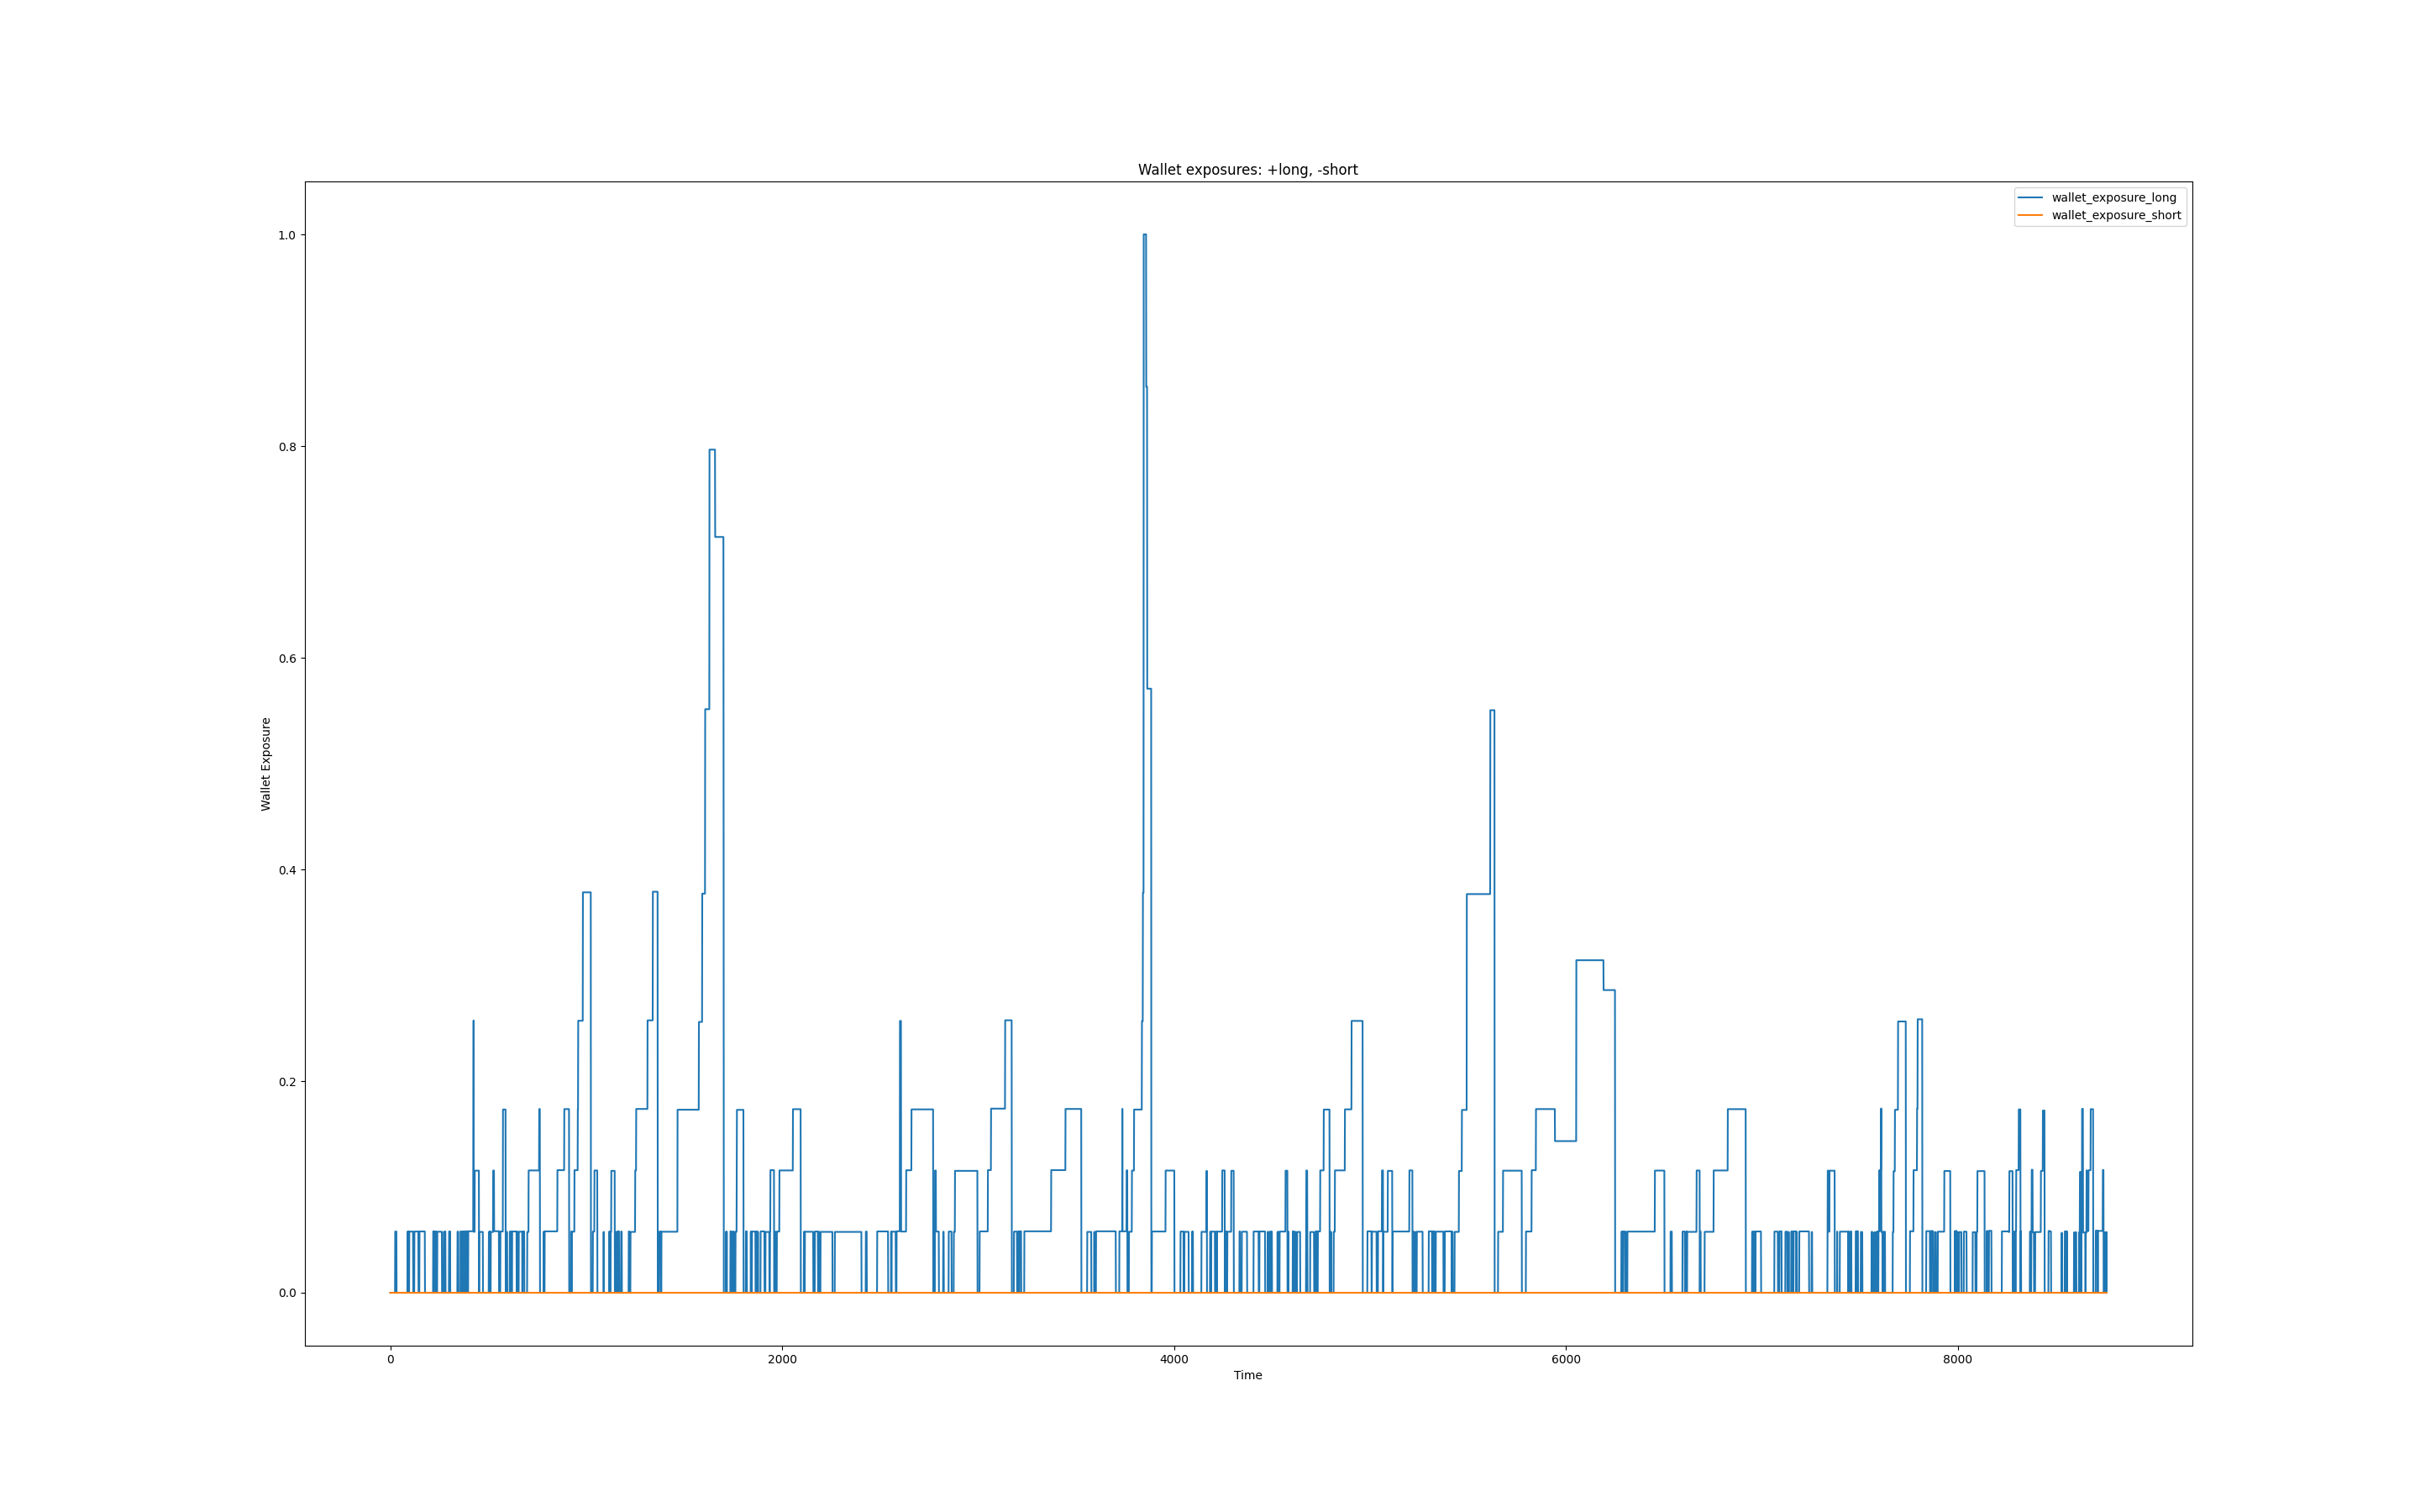 Wallet exposures: +long, -short
wallet_exposure_long
wallet_exposure_short
1.0
0.8
0.6
0.4
0.2
0.0
Wallet Exposure
0
2000
4000
6000
8000
Time